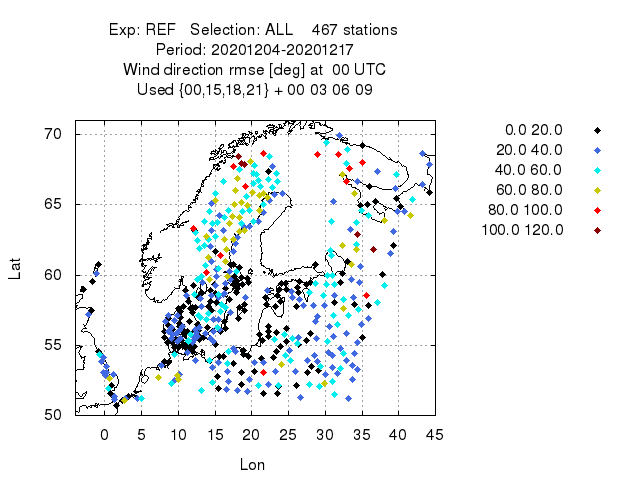 Exp: REF   Selection: ALL    467 stations
Period: 20201204-20201217
Wind direction rmse [deg] at  00 UTC
Used {00,15,18,21} + 00 03 06 09
70
65
60
55
50
Lat
0 5 10 15 20 25 30 35 40 45
Lon
0.0 20.0
20.0 40.0
40.0 60.0
60.0 80.0
80.0 100.0
100.0 120.0